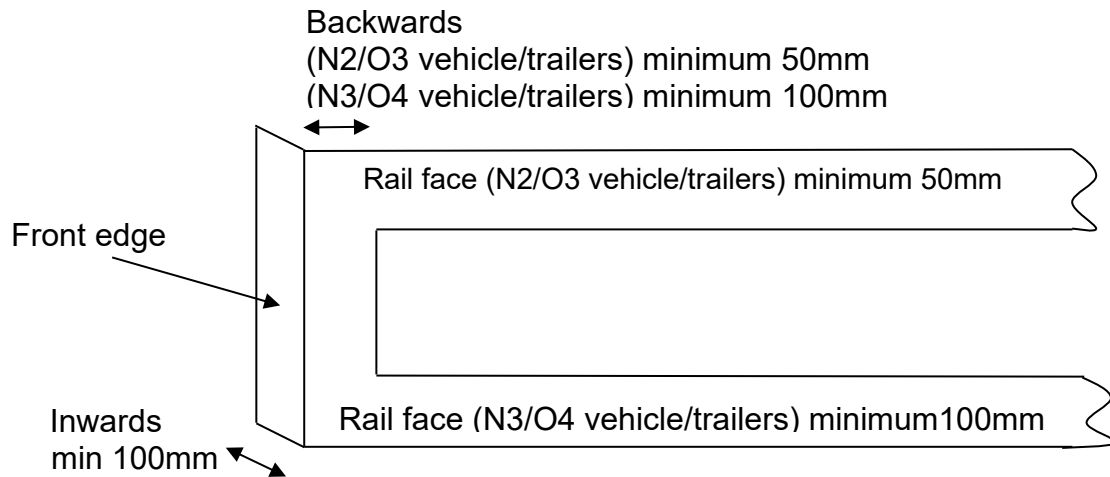 Backwards
(N2/O3 vehicle/trailers) minimum 50mm
(N3/O4 vehicle/trailers) minimum 100mm
Rail face (N2/O3 vehicle/trailers) minimum 50mm
Front edge
Rail face (N3/O4 vehicle/trailers) minimum100mm
Inwards
min 100mm